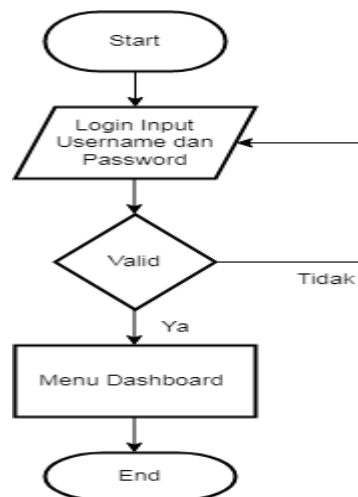 Start
Login Input
Username dan
Password
Valid
Tidak
Ya
Menu Dashboard
End